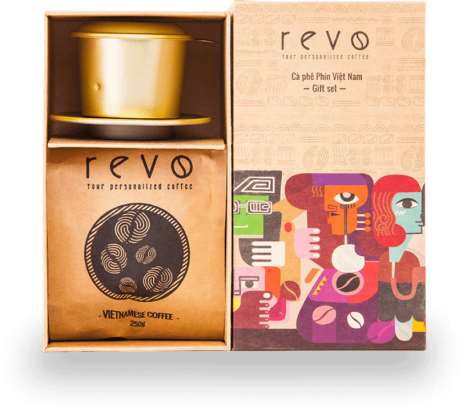 revo
Your personalized coffee
- VIETNAMESE COFFEE -
250g
revo
Your personalized coffee
Cà phê Phin Việt Nam
– Gift set –